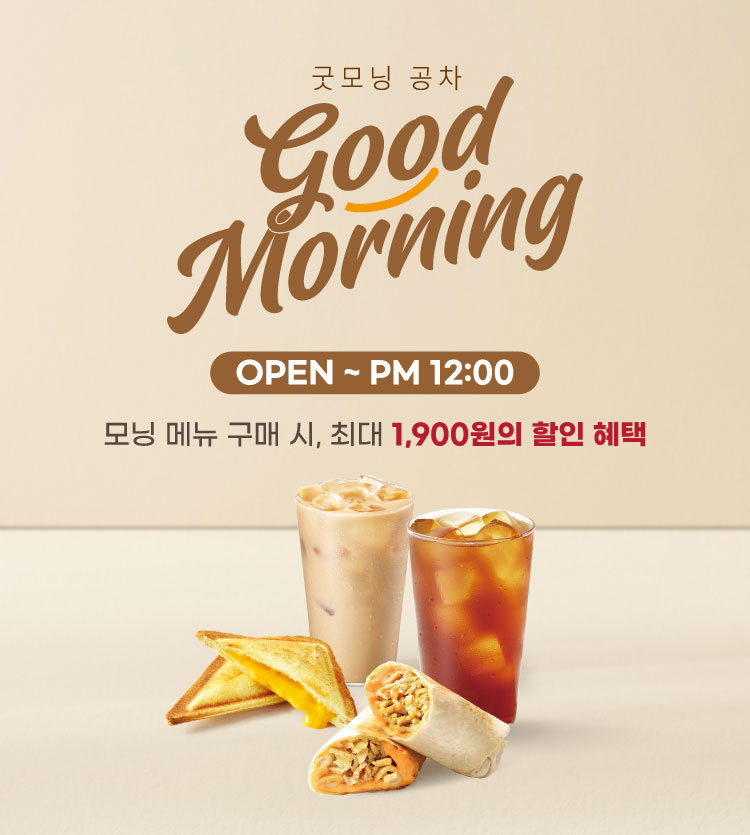 굿모닝 공차
Good
Morning
OPEN ~ PM 12:00
모닝 메뉴 구매 시, 최대 1,900원의 할인 혜택